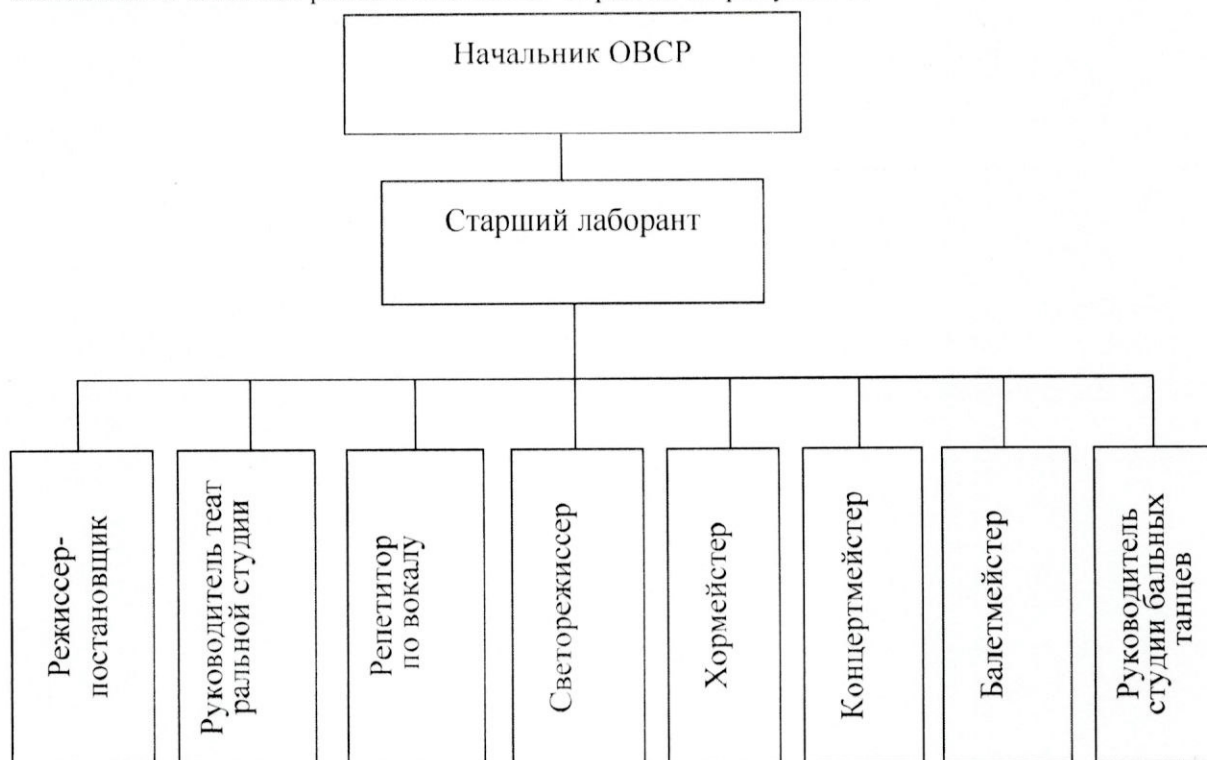 Начальник ОВСР
Старший лаборант
Режиссер-
постановщик
Руководитель теат
ральной студии
Репетитор
по вокалу
Светорежиссер
Хормейстер
Концертмейстер
Балетмейстер
Руководитель
студии бальных
танцев